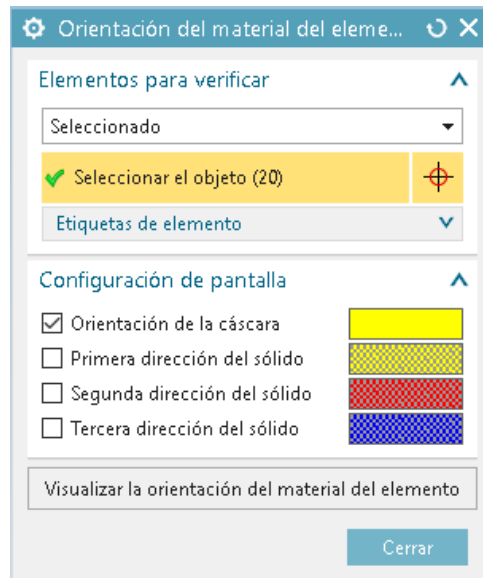 Orientación del material del eleme...
Elementos para verificar
Seleccionado
Seleccionar el objeto (20)
Etiquetas de elemento
Configuración de pantalla
Orientación de la cáscara
Primera dirección del sólido
Segunda dirección del sólido
Tercera dirección del sólido
Visualizar la orientación del material del elemento
Cerrar